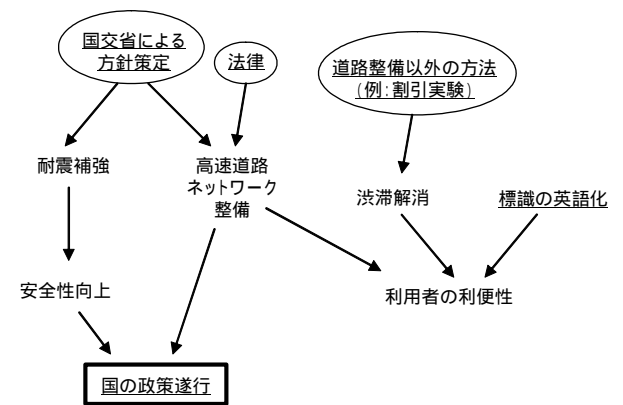 国交省による
方針策定
法律
道路整備以外の方法
(例:割引実験)
耐震補強
高速道路
ネットワーク
整備
渋滞解消
標識の英語化
安全性向上
利用者の利便性
国の政策遂行